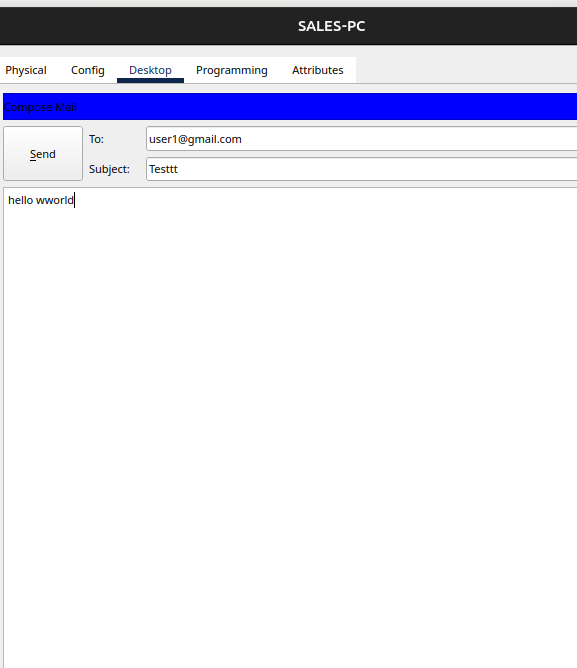 SALES-PC
Physical Config Desktop Programming Attributes
Compose Mail
Send
To: user1@gmail.com
Subject: Testtt
hello wworld